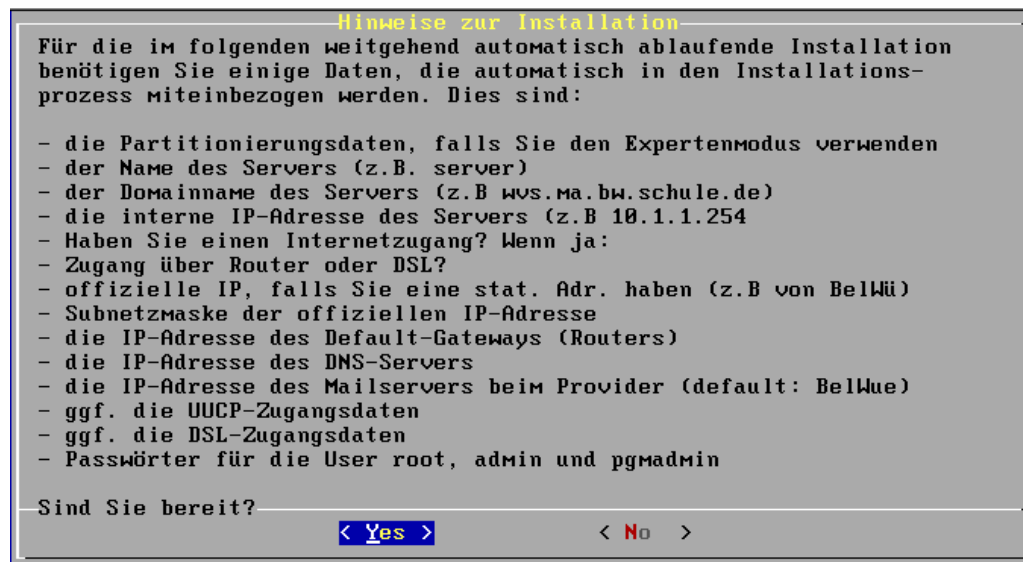 Hinweise zur Installation
Für die im folgenden weitgehend automatisch ablaufende Installation
benötigen Sie einige Daten, die automatisch in den Installations-
prozess miteinbezogen werden. Dies sind:
- die Partitionierungsdaten, falls Sie den Expertenmodus verwenden
- der Name des Servers (z.B. server)
- der Domainname des Servers (z.B wvs.ma.bw.schule.de)
- die interne IP-Adresse des Servers (z.B 10.1.1.254
- Haben Sie einen Internetzugang? Wenn ja:
- Zugang über Router oder DSL?
- offizielle IP, falls Sie eine stat. Adr. haben (z.B von BelWü)
- Subnetzmaske der offiziellen IP-Adresse
- die IP-Adresse des Default-Gateways (Routers)
- die IP-Adresse des DNS-Servers
- die IP-Adresse des Mailservers beim Provider (default: BelWue)
- ggf. die UUCP-Zugangsdaten
- ggf. die DSL-Zugangsdaten
- Passwörter für die User root, admin und pgmadmin
Sind Sie bereit?
< Yes > < No >